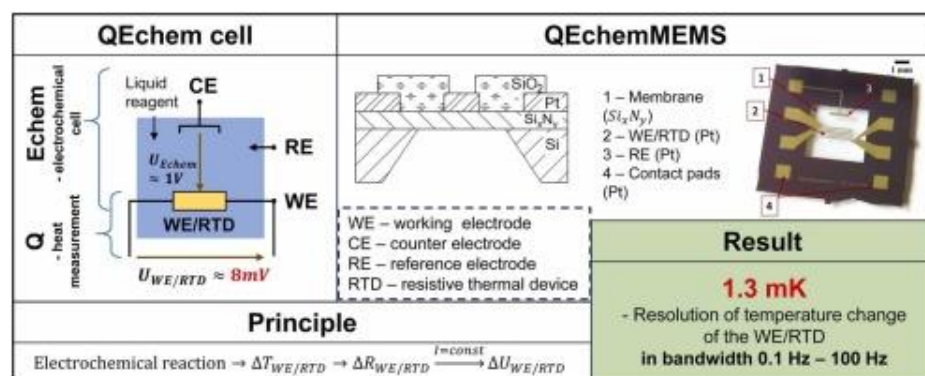 QEchem cell
Echem
- electrochemical
cell
Q
- heat
measurement
Liquid
reagent
CE
U_Echem
≈ 1V
RE
WE
WE/RTD
U_WE/RTD ≈ 8mV
QEchemMEMS
SiO₂
Pt
SiₓNᵧ
Si
1 – Membrane
(SiₓNᵧ)
2 – WE/RTD (Pt)
3 – RE (Pt)
4 – Contact pads
(Pt)
1 mm
1
2
3
4
WE – working electrode
CE – counter electrode
RE – reference electrode
RTD – resistive thermal device
Principle
Electrochemical reaction → ΔT_WE/RTD → ΔR_WE/RTD →(I=const) ΔU_WE/RTD
Result
1.3 mK
- Resolution of temperature change
of the WE/RTD
in bandwidth 0.1 Hz – 100 Hz